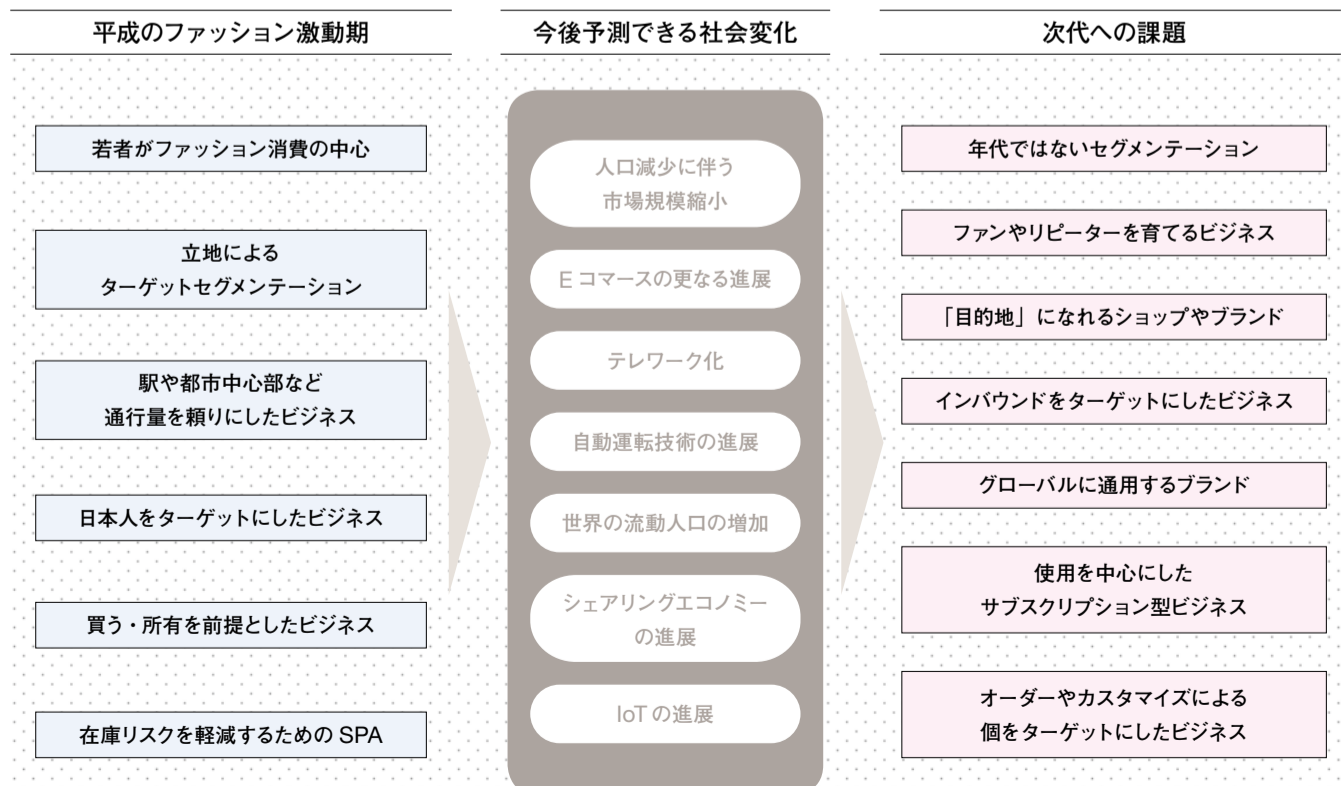 平成のファッション激動期
若者がファッション消費の中心
立地による
ターゲットセグメンテーション
駅や都市中心部など
通行量を頼りにしたビジネス
日本人をターゲットにしたビジネス
買う・所有を前提としたビジネス
在庫リスクを軽減するための SPA
今後予測できる社会変化
人口減少に伴う
市場規模縮小
E コマースの更なる進展
テレワーク化
自動運転技術の進展
世界の流動人口の増加
シェアリングエコノミー
の進展
IoT の進展
次代への課題
年代ではないセグメンテーション
ファンやリピーターを育てるビジネス
「目的地」になれるショップやブランド
インバウンドをターゲットにしたビジネス
グローバルに通用するブランド
使用を中心にした
サブスクリプション型ビジネス
オーダーやカスタマイズによる
個をターゲットにしたビジネス